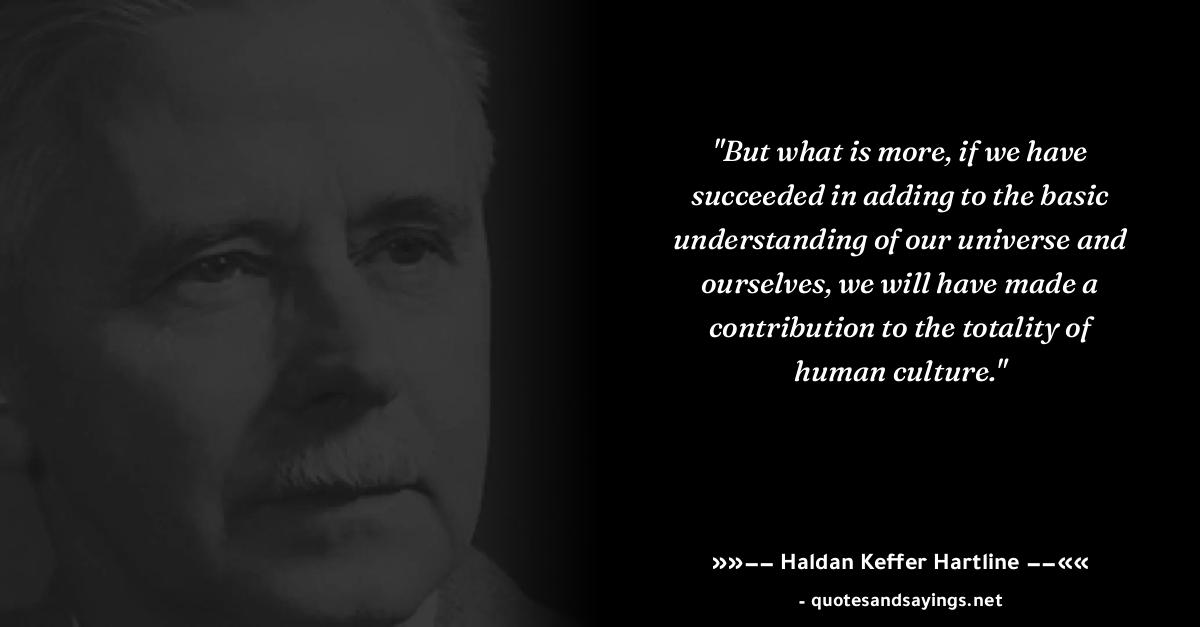 "But what is more, if we have
succeeded in adding to the basic
understanding of our universe and
ourselves, we will have made a
contribution to the totality of
human culture."
»»–– Haldan Keffer Hartline ––««
- quotesandsayings.net